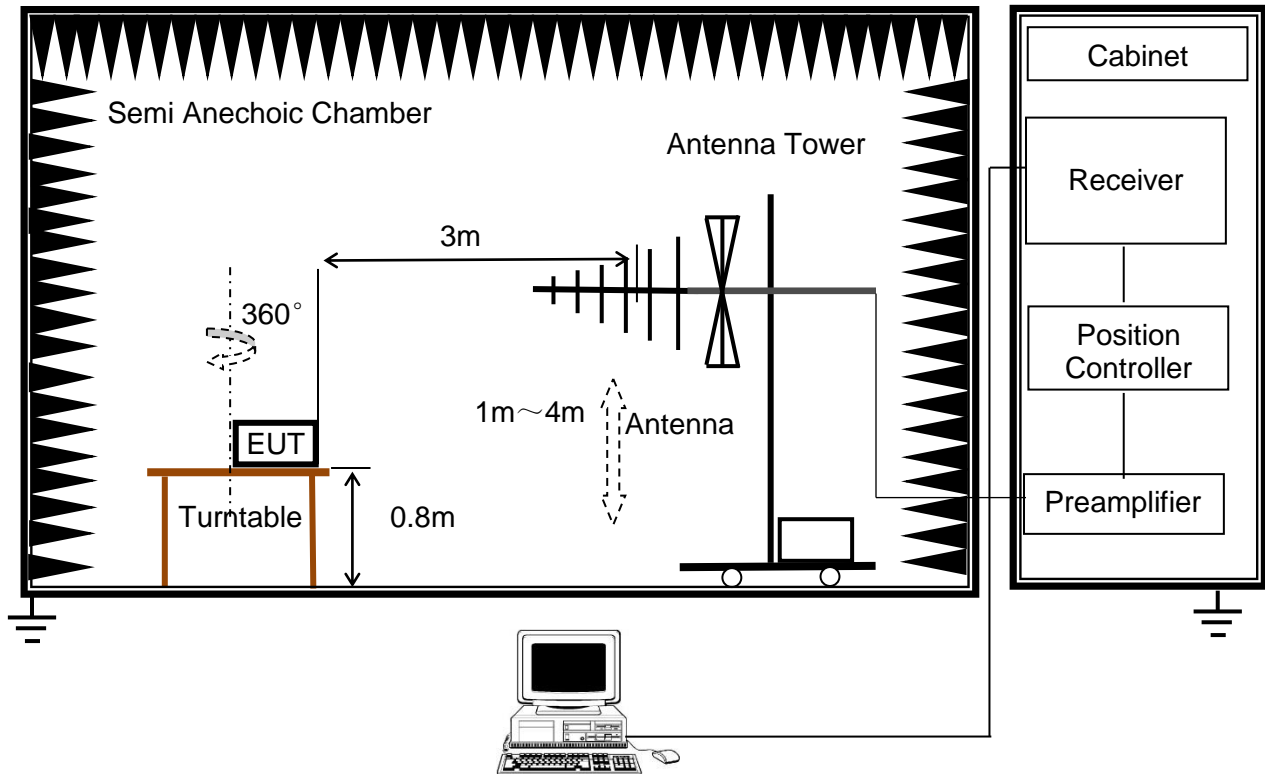 Cabinet
Semi Anechoic Chamber
Antenna Tower
Receiver
3m
360°
Position
Controller
1m～4m
Antenna
EUT
Turntable
0.8m
Preamplifier